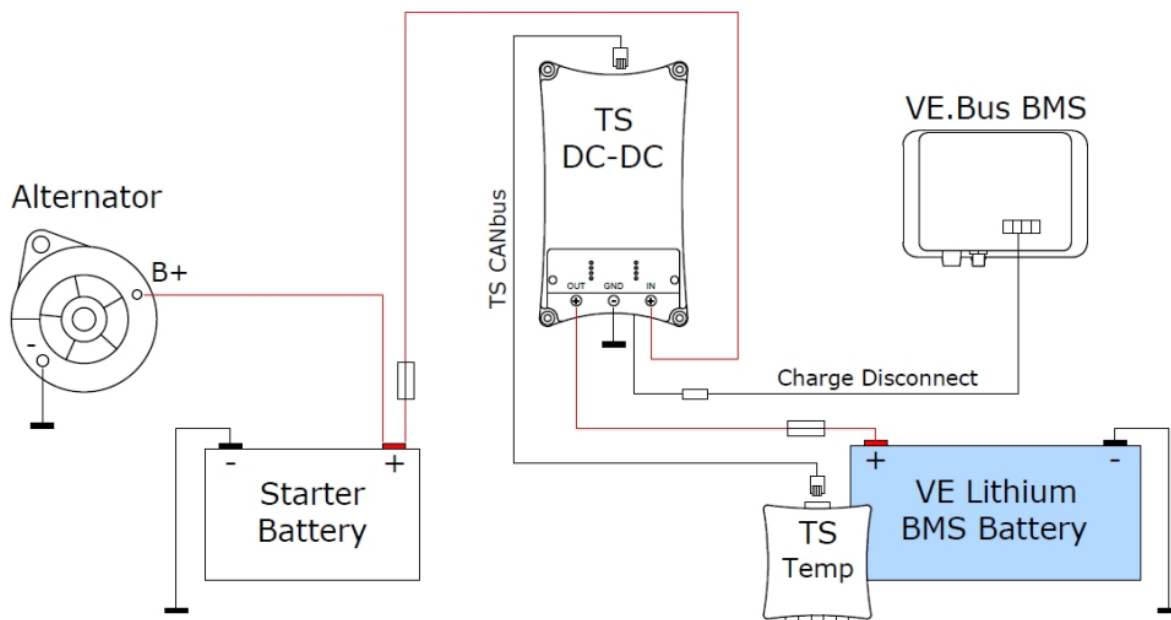 TS
DC-DC
VE.Bus BMS
Alternator
B+
-
TS CANbus
OUT GND IN
+ - +
Charge Disconnect
- +
Starter
Battery
+ -
VE Lithium
BMS Battery
TS
Temp